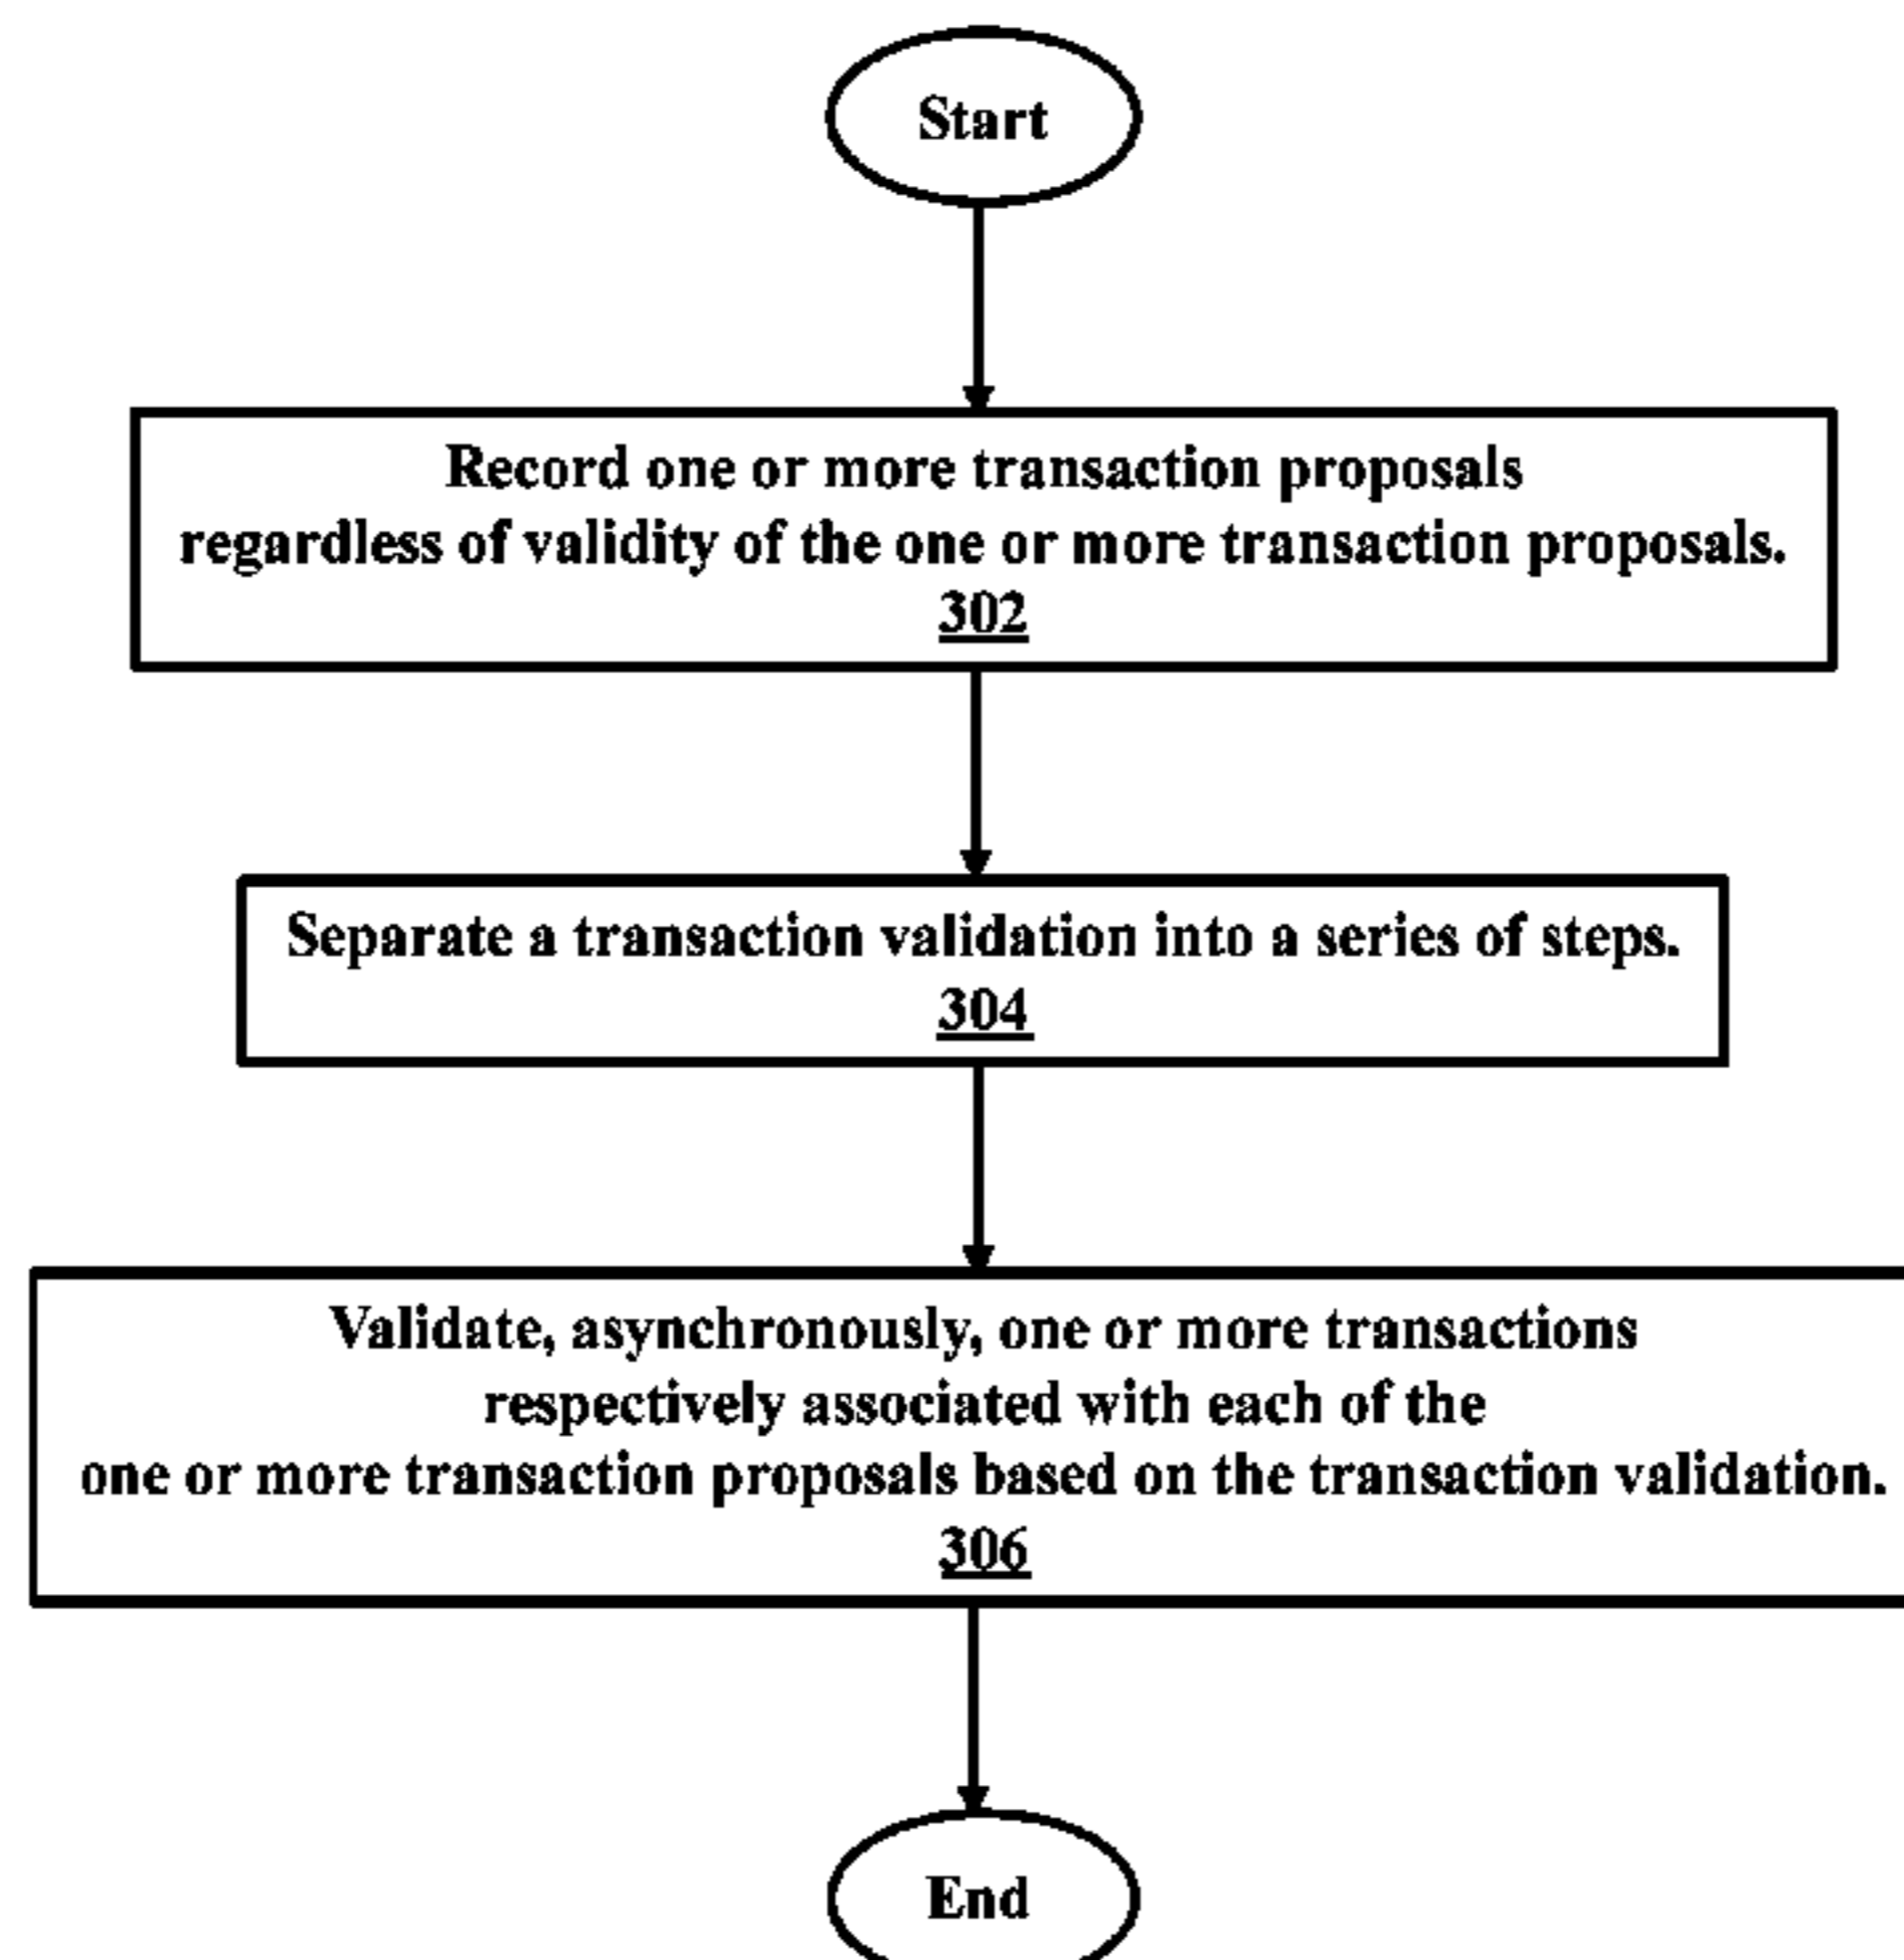 Start
Record one or more transaction proposals
regardless of validity of the one or more transaction proposals.
302
Separate a transaction validation into a series of steps.
304
Validate, asynchronously, one or more transactions
respectively associated with each of the
one or more transaction proposals based on the transaction validation.
306
End